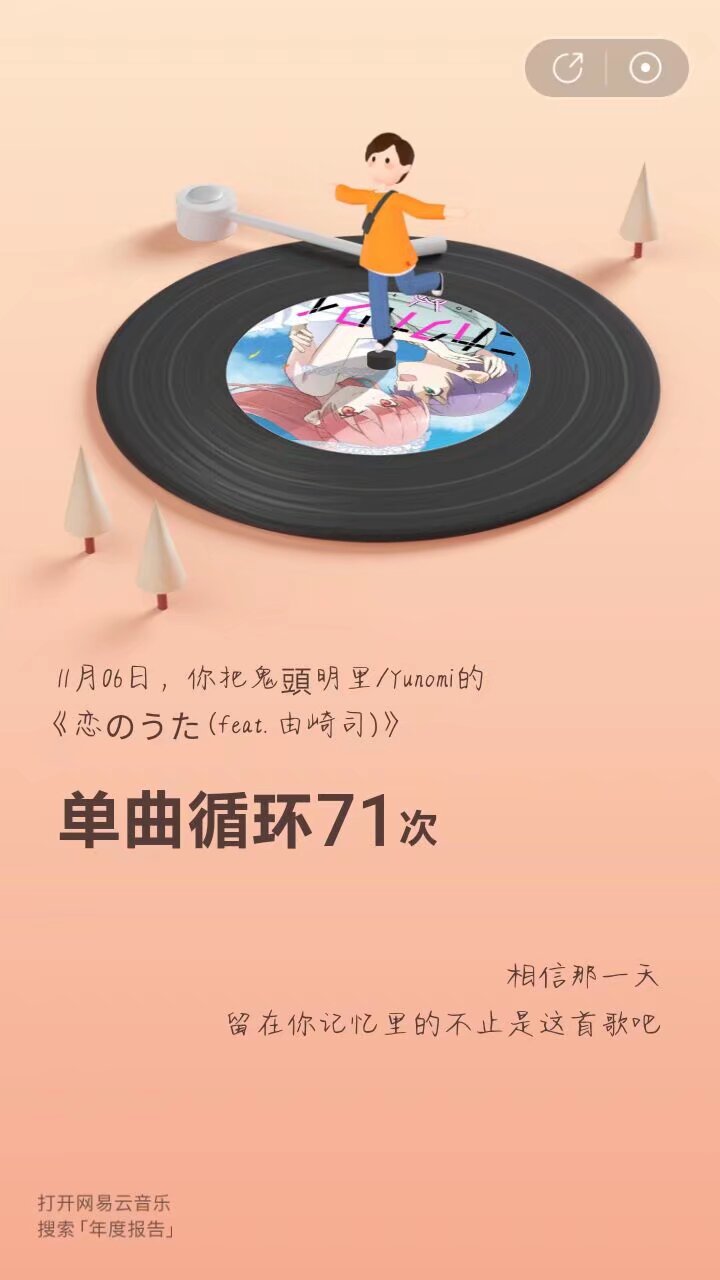 11月06日，你把鬼頭明里/Yunomi的
《恋のうた(feat. 由崎司)》
单曲循环71次
相信那一天
留在你记忆里的不止是这首歌吧
打开网易云音乐
搜索「年度报告」